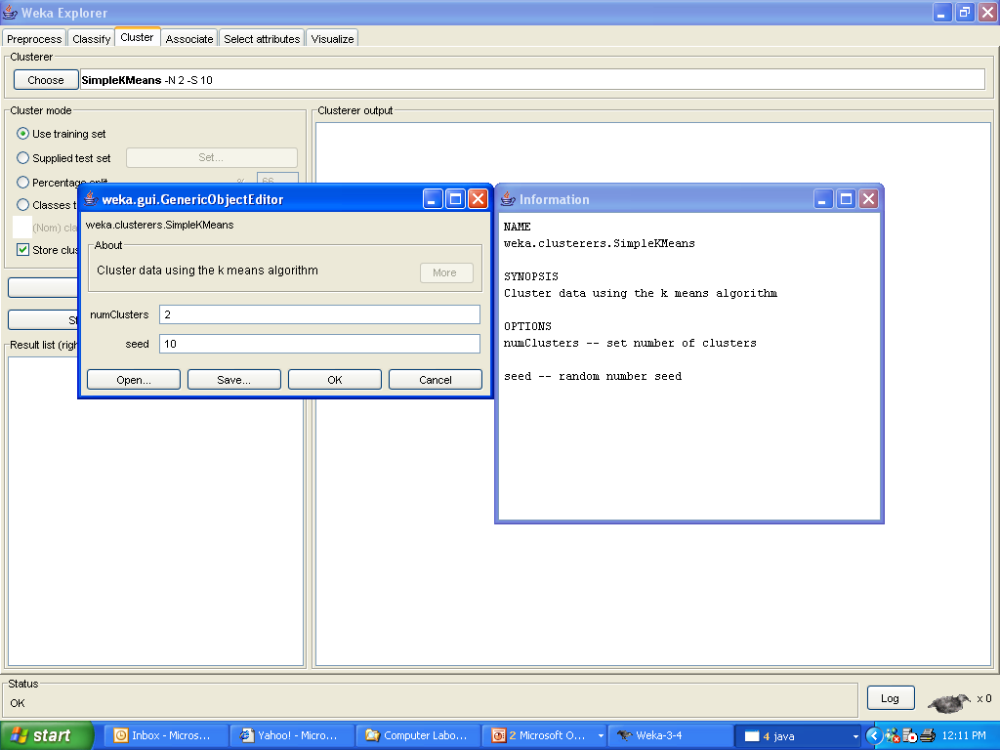 Weka Explorer
Preprocess Classify Cluster Associate Select attributes Visualize
Clusterer
Choose SimpleKMeans -N 2 -S 10
Cluster mode
Use training set
Supplied test set Set...
Percentage split % 66
Classes t
(Nom) cla
Store clus
St
Result list (righ
Clusterer output
weka.gui.GenericObjectEditor
weka.clusterers.SimpleKMeans
About
Cluster data using the k means algorithm More
numClusters 2
seed 10
Open... Save... OK Cancel
Information
NAME
weka.clusterers.SimpleKMeans
SYNOPSIS
Cluster data using the k means algorithm
OPTIONS
numClusters -- set number of clusters
seed -- random number seed
Status
OK
Log x 0
start Inbox - Micros... Yahoo! - Micro... Computer Labo... 2 Microsoft O... Weka-3-4 4 java 12:11 PM